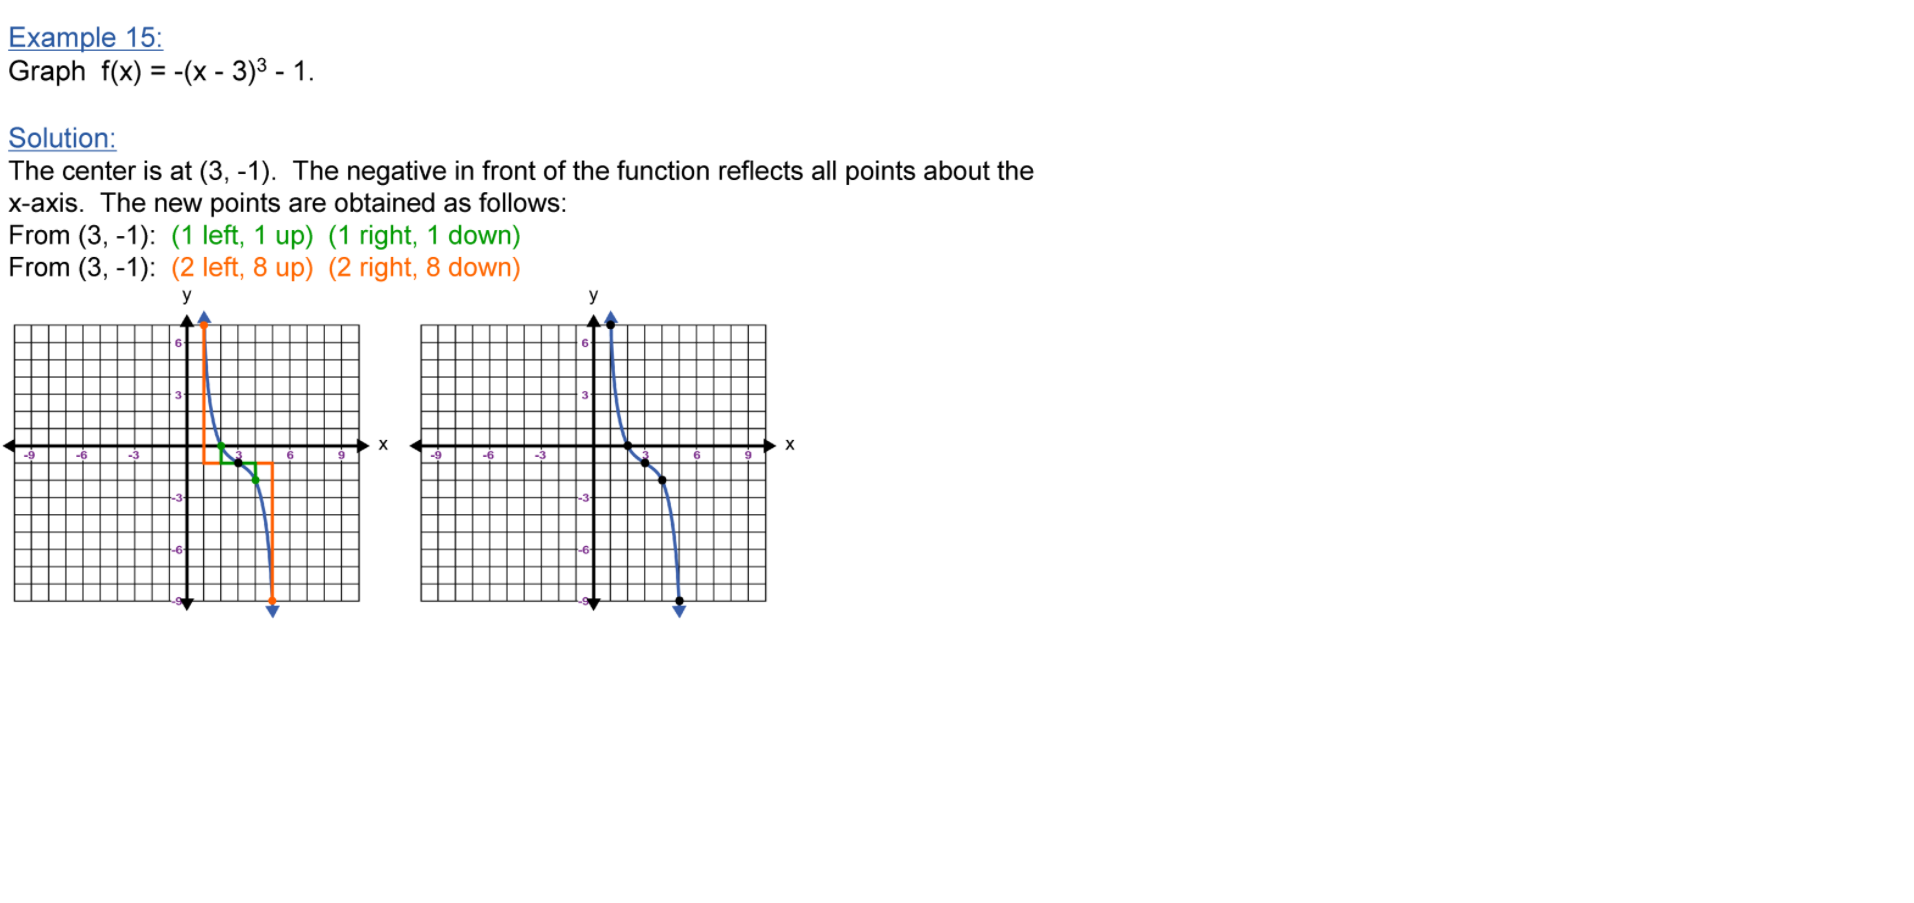 Example 15:
Graph f(x) = -(x - 3)³ - 1.
Solution:
The center is at (3, -1). The negative in front of the function reflects all points about the
x-axis. The new points are obtained as follows:
From (3, -1): (1 left, 1 up) (1 right, 1 down)
From (3, -1): (2 left, 8 up) (2 right, 8 down)
y
6
3
-9 -6 -3 3 6 9 x
-3
-6
-9
y
6
3
-9 -6 -3 3 6 9 x
-3
-6
-9